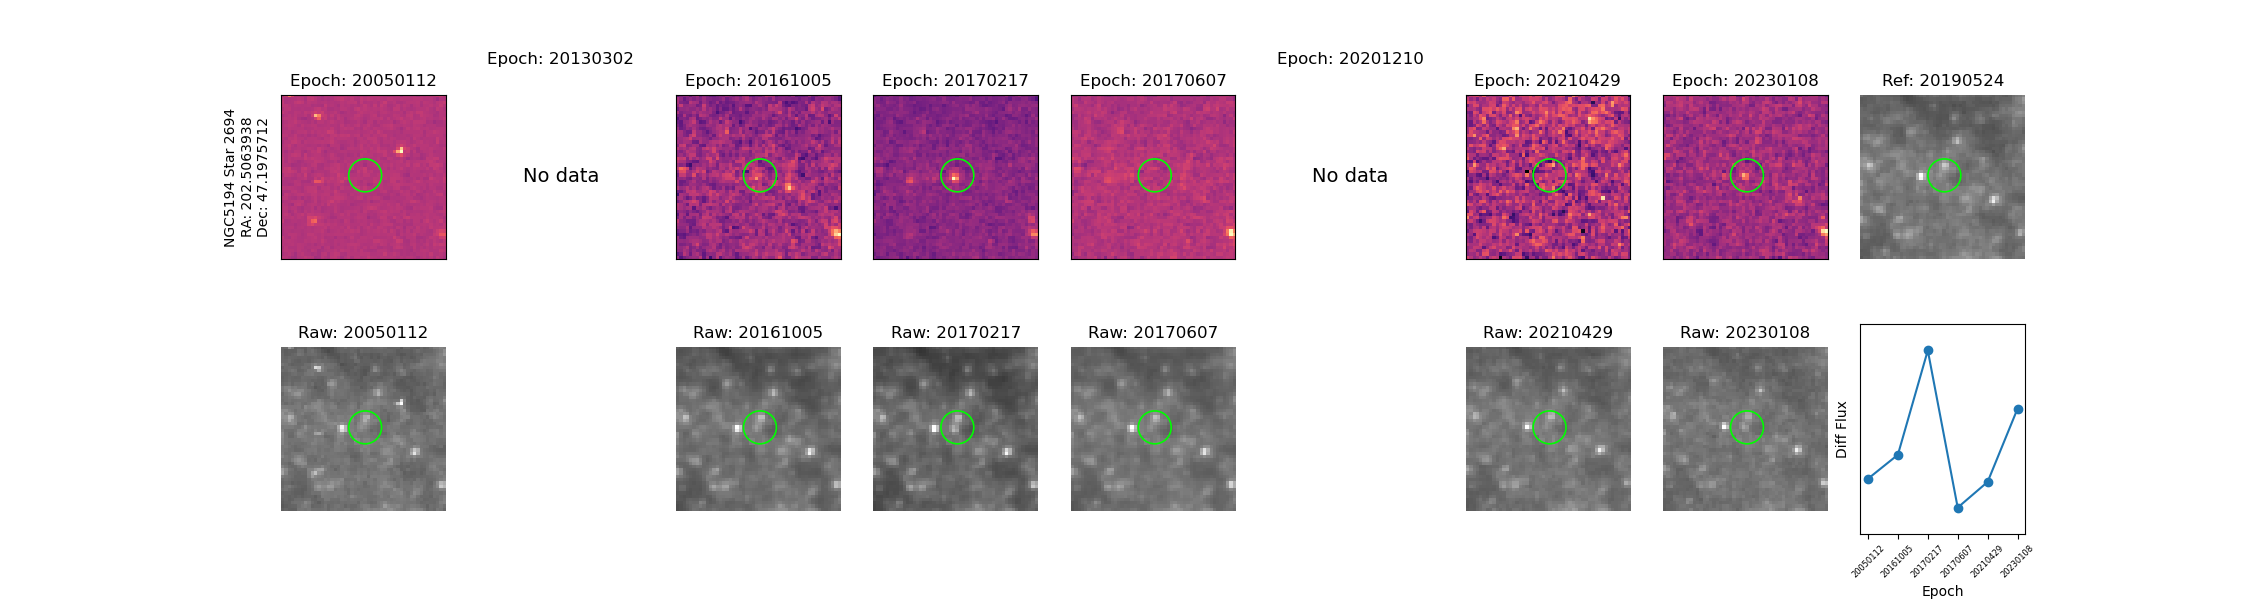 Epoch: 20130302
Epoch: 20201210
Epoch: 20050112
Epoch: 20161005
Epoch: 20170217
Epoch: 20170607
Epoch: 20210429
Epoch: 20230108
Ref: 20190524
NGC5194 Star 2694
RA: 202.5063938
Dec: 47.1975712
No data
No data
Raw: 20050112
Raw: 20161005
Raw: 20170217
Raw: 20170607
Raw: 20210429
Raw: 20230108
Diff Flux
20050112
20161005
20170217
20170607
20210429
20230108
Epoch